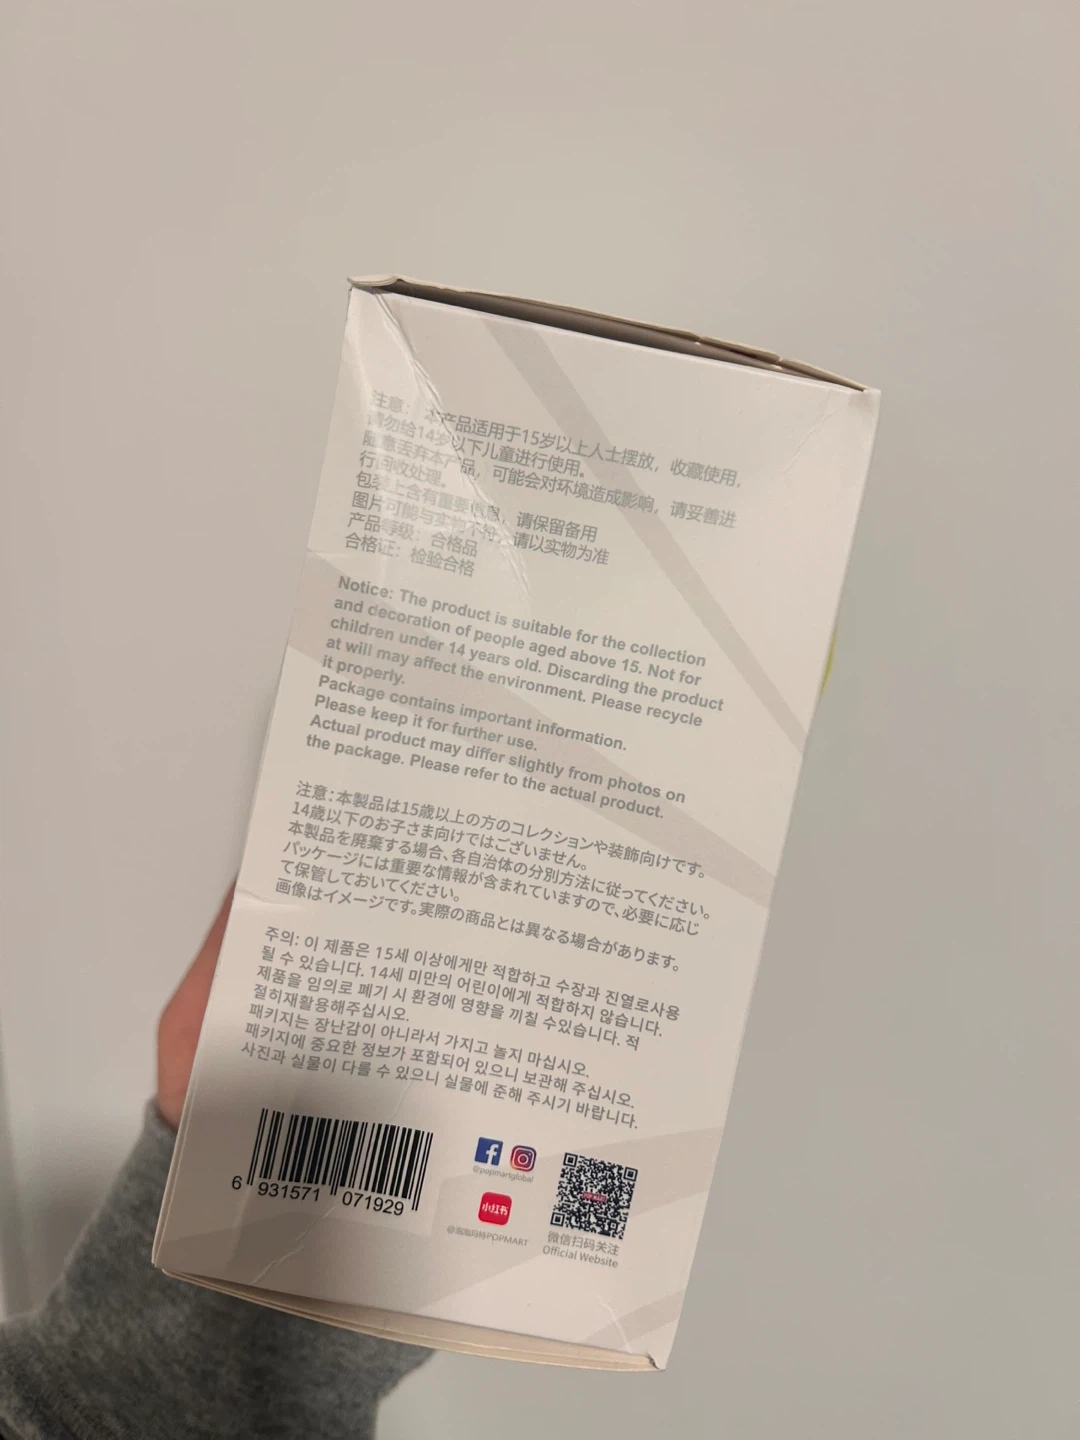 注意：本产品适用于15岁以上人士摆放，收藏使用，
请勿给14岁以下儿童进行使用。
随意丢弃本产品，可能会对环境造成影响，请妥善进
行回收处理。
包装上含有重要信息，请保留备用
图片可能与实物不符，请以实物为准
产品等级：合格品
合格证：检验合格
Notice: The product is suitable for the collection
and decoration of people aged above 15. Not for
children under 14 years old. Discarding the product
at will may affect the environment. Please recycle
it properly.
Package contains important information.
Please keep it for further use.
Actual product may differ slightly from photos on
the package. Please refer to the actual product.
注意：本製品は15歳以上の方のコレクションや装飾向けです。
14歳以下のお子さま向けではございません。
本製品を廃棄する場合、各自治体の分別方法に従ってください。
パッケージには重要な情報が含まれていますので、必要に応じ
て保管しておいてください。
画像はイメージです。実際の商品とは異なる場合があります。
주의: 이 제품은 15세 이상에게만 적합하고 수장과 진열로사용
될 수 있습니다. 14세 미만의 어린이에게 적합하지 않습니다.
제품을 임의로 폐기 시 환경에 영향을 끼칠 수있습니다. 적
절히재활용해주십시오.
패키지는 장난감이 아니라서 가지고 놀지 마십시오.
패키지에 중요한 정보가 포함되어 있으니 보관해 주십시오.
사진과 실물이 다를 수 있으니 실물에 준해 주시기 바랍니다.
6 931571 071929
@popmartglobal
小红书
@泡泡玛特POPMART
微信扫码关注
Official Website